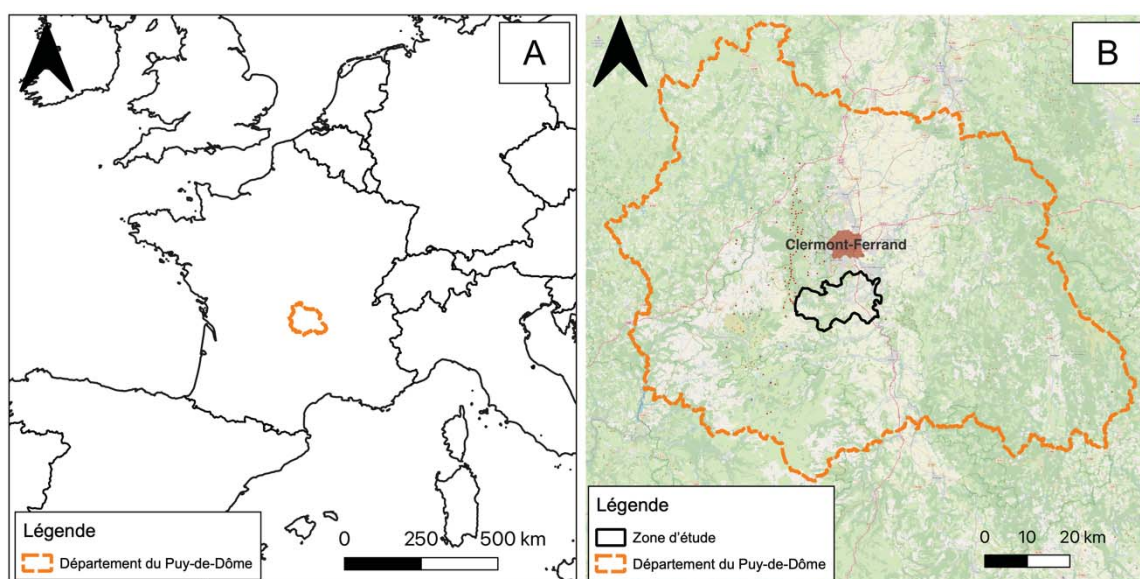 A
Légende
Département du Puy-de-Dôme
0 250 500 km
B
Clermont-Ferrand
Légende
Zone d'étude
Département du Puy-de-Dôme
0 10 20 km